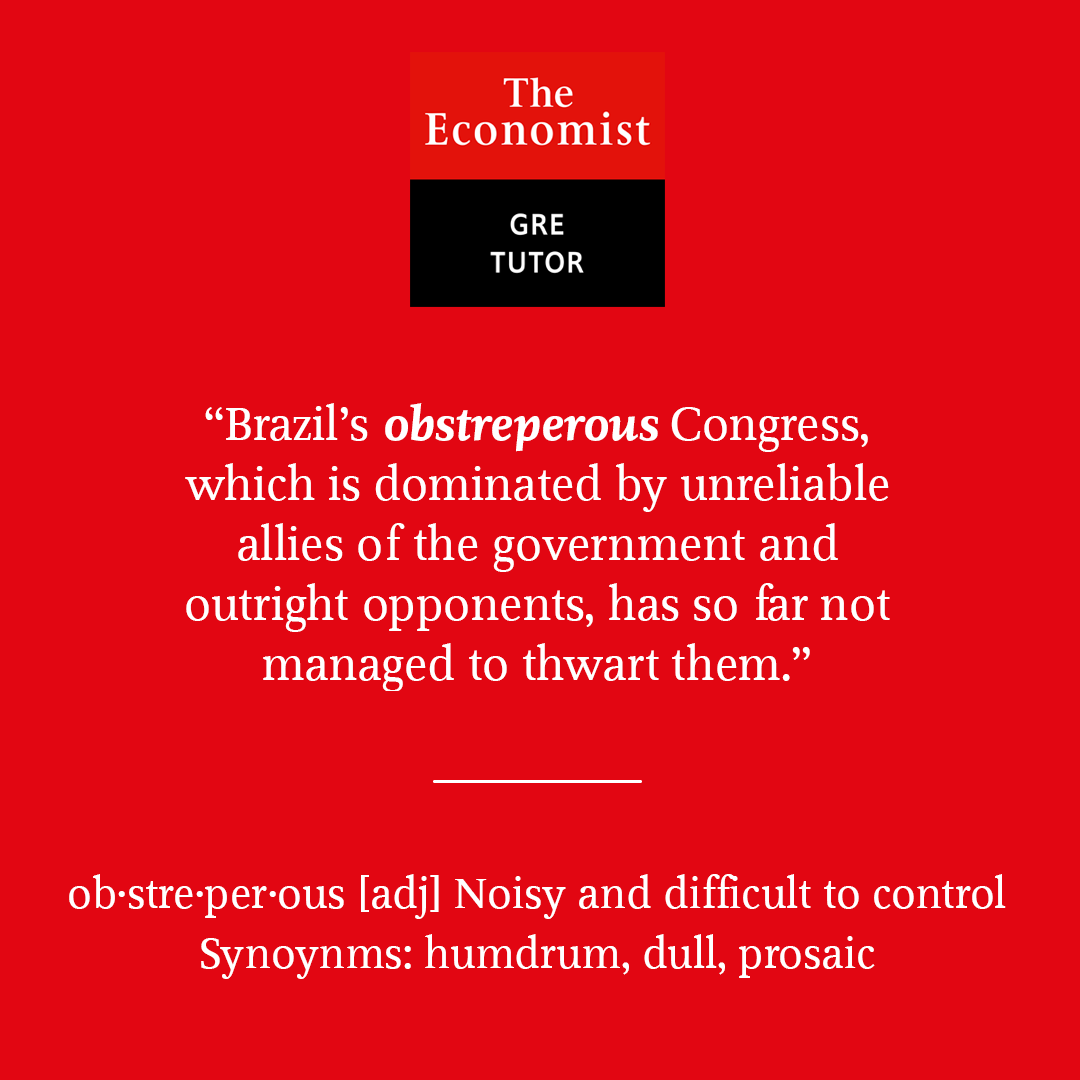 The
Economist
GRE
TUTOR
“Brazil’s obstreperous Congress,
which is dominated by unreliable
allies of the government and
outright opponents, has so far not
managed to thwart them.”
ob·stre·per·ous [adj] Noisy and difficult to control
Synoynms: humdrum, dull, prosaic